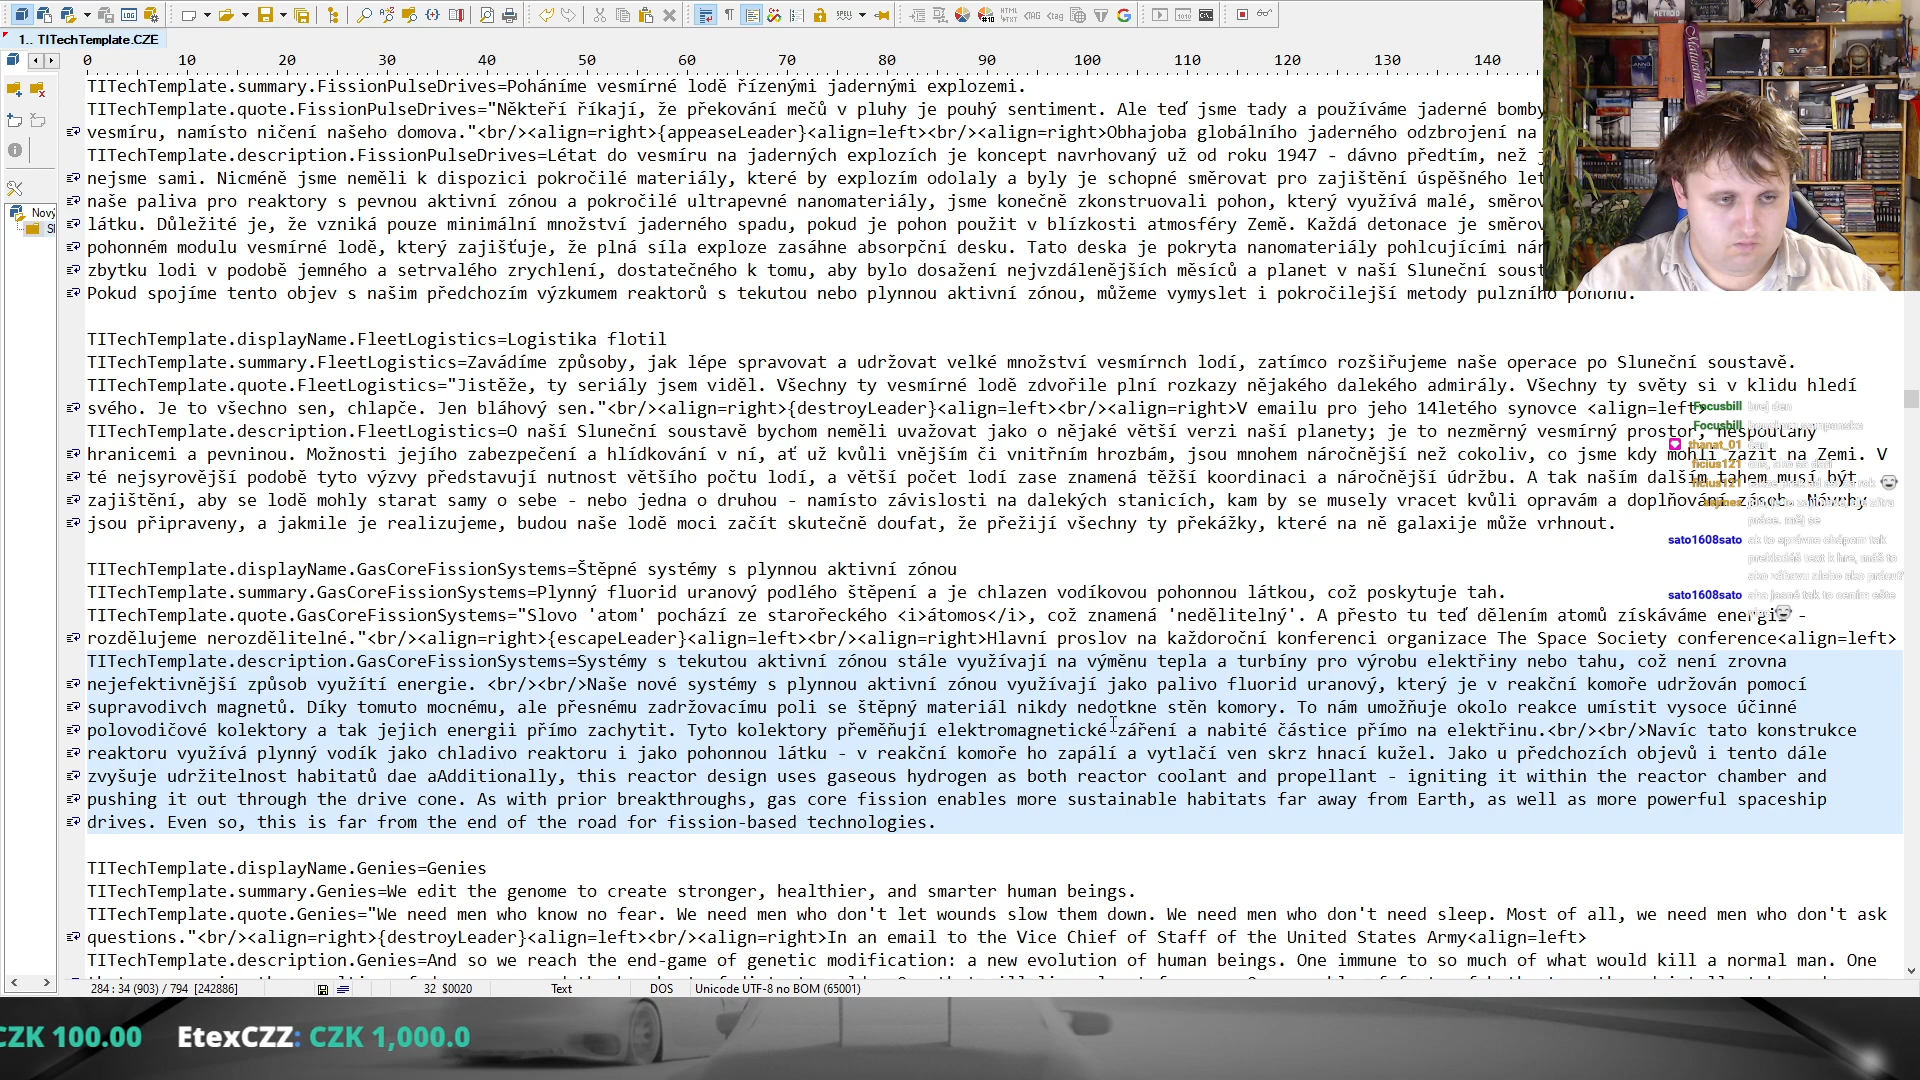 1.. TITechTemplate.CZE
0 10 20 30 40 50 60 70 80 90 100 110 120 130 140
TITechTemplate.summary.FissionPulseDrives=Poháníme vesmírné lodě řízenými jadernými explozemi.
TITechTemplate.quote.FissionPulseDrives="Někteří říkají, že překování mečů v pluhy je pouhý sentiment. Ale teď jsme tady a používáme jaderné bomby
vesmíru, namísto ničení našeho domova."<br/><align=right>{appeaseLeader}<align=left><br/><align=right>Obhajoba globálního jaderného odzbrojení na
TITechTemplate.description.FissionPulseDrives=Létat do vesmíru na jaderných explozích je koncept navrhovaný už od roku 1947 - dávno předtím, než
nejsme sami. Nicméně jsme neměli k dispozici pokročilé materiály, které by explozím odolaly a byly je schopné směrovat pro zajištění úspěšného
naše paliva pro reaktory s pevnou aktivní zónou a pokročilé ultrapevné nanomateriály, jsme konečně zkonstruovali pohon, který využívá malé,
látku. Důležité je, že vzniká pouze minimální množství jaderného spadu, pokud je pohon použit v blízkosti atmosféry Země. Každá detonace je
pohonném modulu vesmírné lodě, který zajišťuje, že plná síla exploze zasáhne absorpční desku. Tato deska je pokryta nanomateriály pohlcujícími
zbytku lodi v podobě jemného a setrvalého zrychlení, dostatečného k tomu, aby bylo dosažení nejvzdálenějších měsíců a planet v naší Sluneční
Pokud spojíme tento objev s našim předchozím výzkumem reaktorů s tekutou nebo plynnou aktivní zónou, můžeme vymyslet i pokročilejší metody pulzního pohonu.
TITechTemplate.displayName.FleetLogistics=Logistika flotil
TITechTemplate.summary.FleetLogistics=Zavádíme způsoby, jak lépe spravovat a udržovat velké množství vesmírnch lodí, zatímco rozšiřujeme naše operace po Sluneční soustavě.
TITechTemplate.quote.FleetLogistics="Jistěže, ty seriály jsem viděl. Všechny ty vesmírné lodě zdvořile plní rozkazy nějakého dalekého admirály. Všechny ty světy si v klidu hledí
svého. Je to všechno sen, chlapče. Jen bláhový sen."<br/><align=right>{destroyLeader}<align=left><br/><align=right>V emailu pro jeho 14letého synovce <align=left>
Focusbill
TITechTemplate.description.FleetLogistics=O naší Sluneční soustavě bychom neměli uvažovat jako o nějaké větší verzi naší planety; je to nezměrný vesmírný prostor, nespoutaný
Focusbill
hranicemi a pevninou. Možnosti jejího zabezpečení a hlídkování v ní, ať už kvůli vnějším či vnitřním hrozbám, jsou mnohem náročnější než cokoliv, co jsme kdy mohli zažít na Zemi. V
thanat_01
ficius121
té nejsyrovější podobě tyto výzvy představují nutnost většího počtu lodí, a větší počet lodí zase znamená těžší koordinaci a náročnější údržbu. A tak naším dalším tahem musí být
ficius121
zajištění, aby se lodě mohly starat samy o sebe - nebo jedna o druhou - namísto závislosti na dalekých stanicích, kam by se musely vracet kvůli opravám a doplňování zásob. Návrhy
jsou připraveny, a jakmile je realizujeme, budou naše lodě moci začít skutečně doufat, že přežijí všechny ty překážky, které na ně galaxije může vrhnout.
sato1608sato
TITechTemplate.displayName.GasCoreFissionSystems=Štěpné systémy s plynnou aktivní zónou
TITechTemplate.summary.GasCoreFissionSystems=Plynný fluorid uranový podlého štěpení a je chlazen vodíkovou pohonnou látkou, což poskytuje tah.
sato1608sato
TITechTemplate.quote.GasCoreFissionSystems="Slovo 'atom' pochází ze starořeckého <i>átomos</i>, což znamená 'nedělitelný'. A přesto tu teď dělením atomů získáváme energii -
rozdělujeme nerozdělitelné."<br/><align=right>{escapeLeader}<align=left><br/><align=right>Hlavní proslov na každoroční konferenci organizace The Space Society conference<align=left>
TITechTemplate.description.GasCoreFissionSystems=Systémy s tekutou aktivní zónou stále využívají na výměnu tepla a turbíny pro výrobu elektřiny nebo tahu, což není zrovna
nejefektivnější způsob využítí energie. <br/><br/>Naše nové systémy s plynnou aktivní zónou využívají jako palivo fluorid uranový, který je v reakční komoře udržován pomocí
supravodivch magnetů. Díky tomuto mocnému, ale přesnému zadržovacímu poli se štěpný materiál nikdy nedotkne stěn komory. To nám umožňuje okolo reakce umístit vysoce účinné
polovodičové kolektory a tak jejich energii přímo zachytit. Tyto kolektory přeměňují elektromagnetické záření a nabité částice přímo na elektřinu.<br/><br/>Navíc tato konstrukce
reaktoru využívá plynný vodík jako chladivo reaktoru i jako pohonnou látku - v reakční komoře ho zapálí a vytlačí ven skrz hnací kužel. Jako u předchozích objevů i tento dále
zvyšuje udržitelnost habitatů dae aAdditionally, this reactor design uses gaseous hydrogen as both reactor coolant and propellant - igniting it within the reactor chamber and
pushing it out through the drive cone. As with prior breakthroughs, gas core fission enables more sustainable habitats far away from Earth, as well as more powerful spaceship
drives. Even so, this is far from the end of the road for fission-based technologies.
TITechTemplate.displayName.Genies=Genies
TITechTemplate.summary.Genies=We edit the genome to create stronger, healthier, and smarter human beings.
TITechTemplate.quote.Genies="We need men who know no fear. We need men who don't let wounds slow them down. We need men who don't need sleep. Most of all, we need men who don't ask
questions."<br/><align=right>{destroyLeader}<align=left><br/><align=right>In an email to the Vice Chief of Staff of the United States Army<align=left>
TITechTemplate.description.Genies=And so we reach the end-game of genetic modification: a new evolution of human beings. One immune to so much of what would kill a normal man. One
284 : 34 (903) / 794 [242886] 32 $0020 Text DOS Unicode UTF-8 no BOM (65001)
CZK 100.00 EtexCZZ: CZK 1,000.0